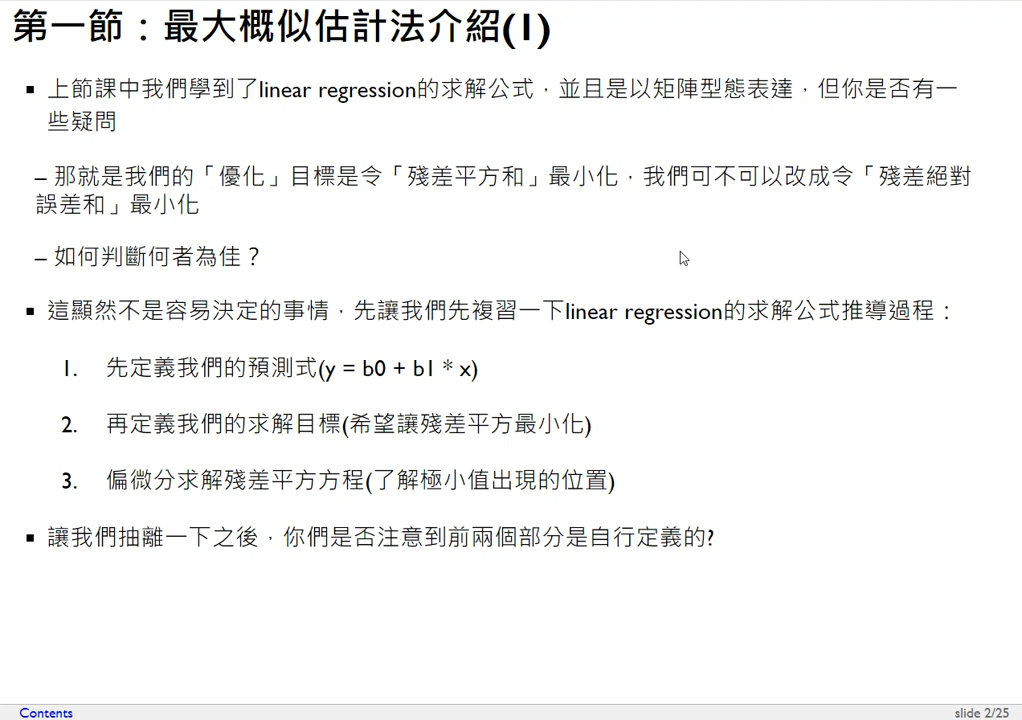 第一節：最大概似估計法介紹(1)
▪ 上節課中我們學到了linear regression的求解公式，並且是以矩陣型態表達，但你是否有一
些疑問
– 那就是我們的「優化」目標是令「殘差平方和」最小化，我們可不可以改成令「殘差絕對
誤差和」最小化
– 如何判斷何者為佳？
▪ 這顯然不是容易決定的事情，先讓我們先複習一下linear regression的求解公式推導過程：
1. 先定義我們的預測式(y = b0 + b1 * x)
2. 再定義我們的求解目標(希望讓殘差平方最小化)
3. 偏微分求解殘差平方方程(了解極小值出現的位置)
▪ 讓我們抽離一下之後，你們是否注意到前兩個部分是自行定義的?
Contents
slide 2/25